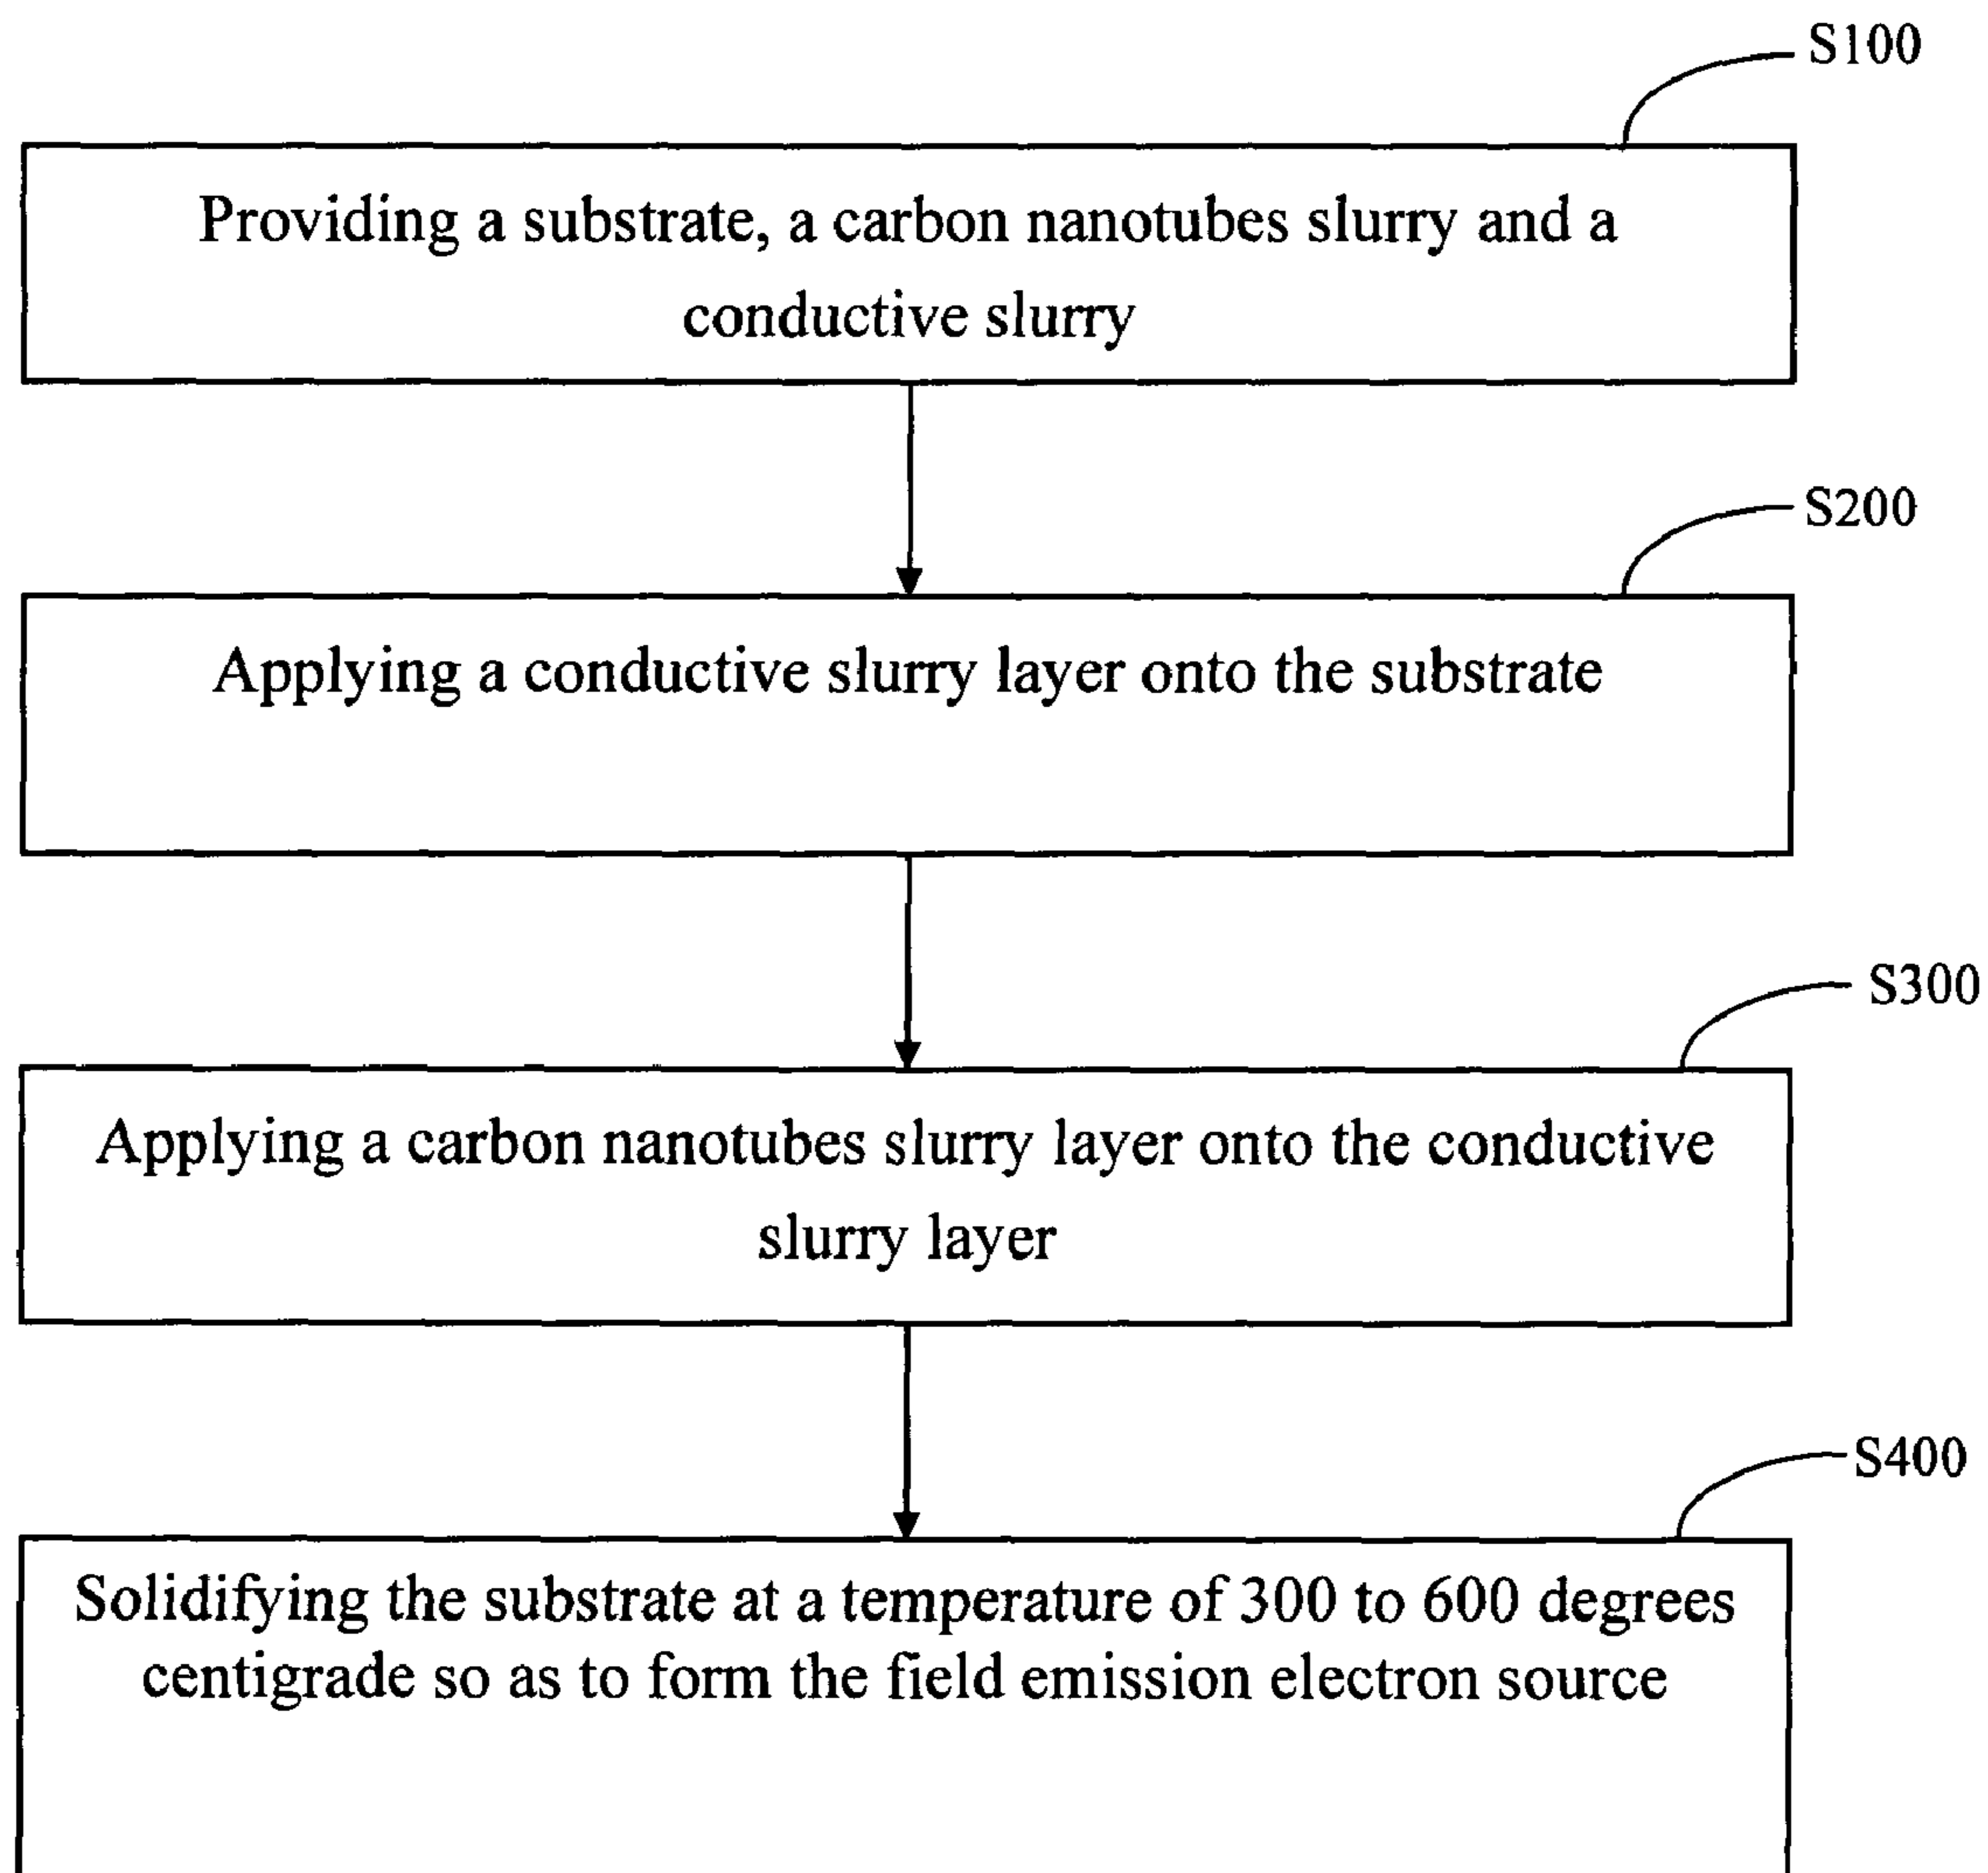 S100
Providing a substrate, a carbon nanotubes slurry and a
conductive slurry
S200
Applying a conductive slurry layer onto the substrate
S300
Applying a carbon nanotubes slurry layer onto the conductive
slurry layer
S400
Solidifying the substrate at a temperature of 300 to 600 degrees
centigrade so as to form the field emission electron source